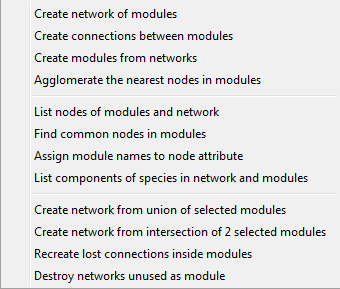 Create network of modules
Create connections between modules
Create modules from networks
Agglomerate the nearest nodes in modules
List nodes of modules and network
Find common nodes in modules
Assign module names to node attribute
List components of species in network and modules
Create network from union of selected modules
Create network from intersection of 2 selected modules
Recreate lost connections inside modules
Destroy networks unused as module